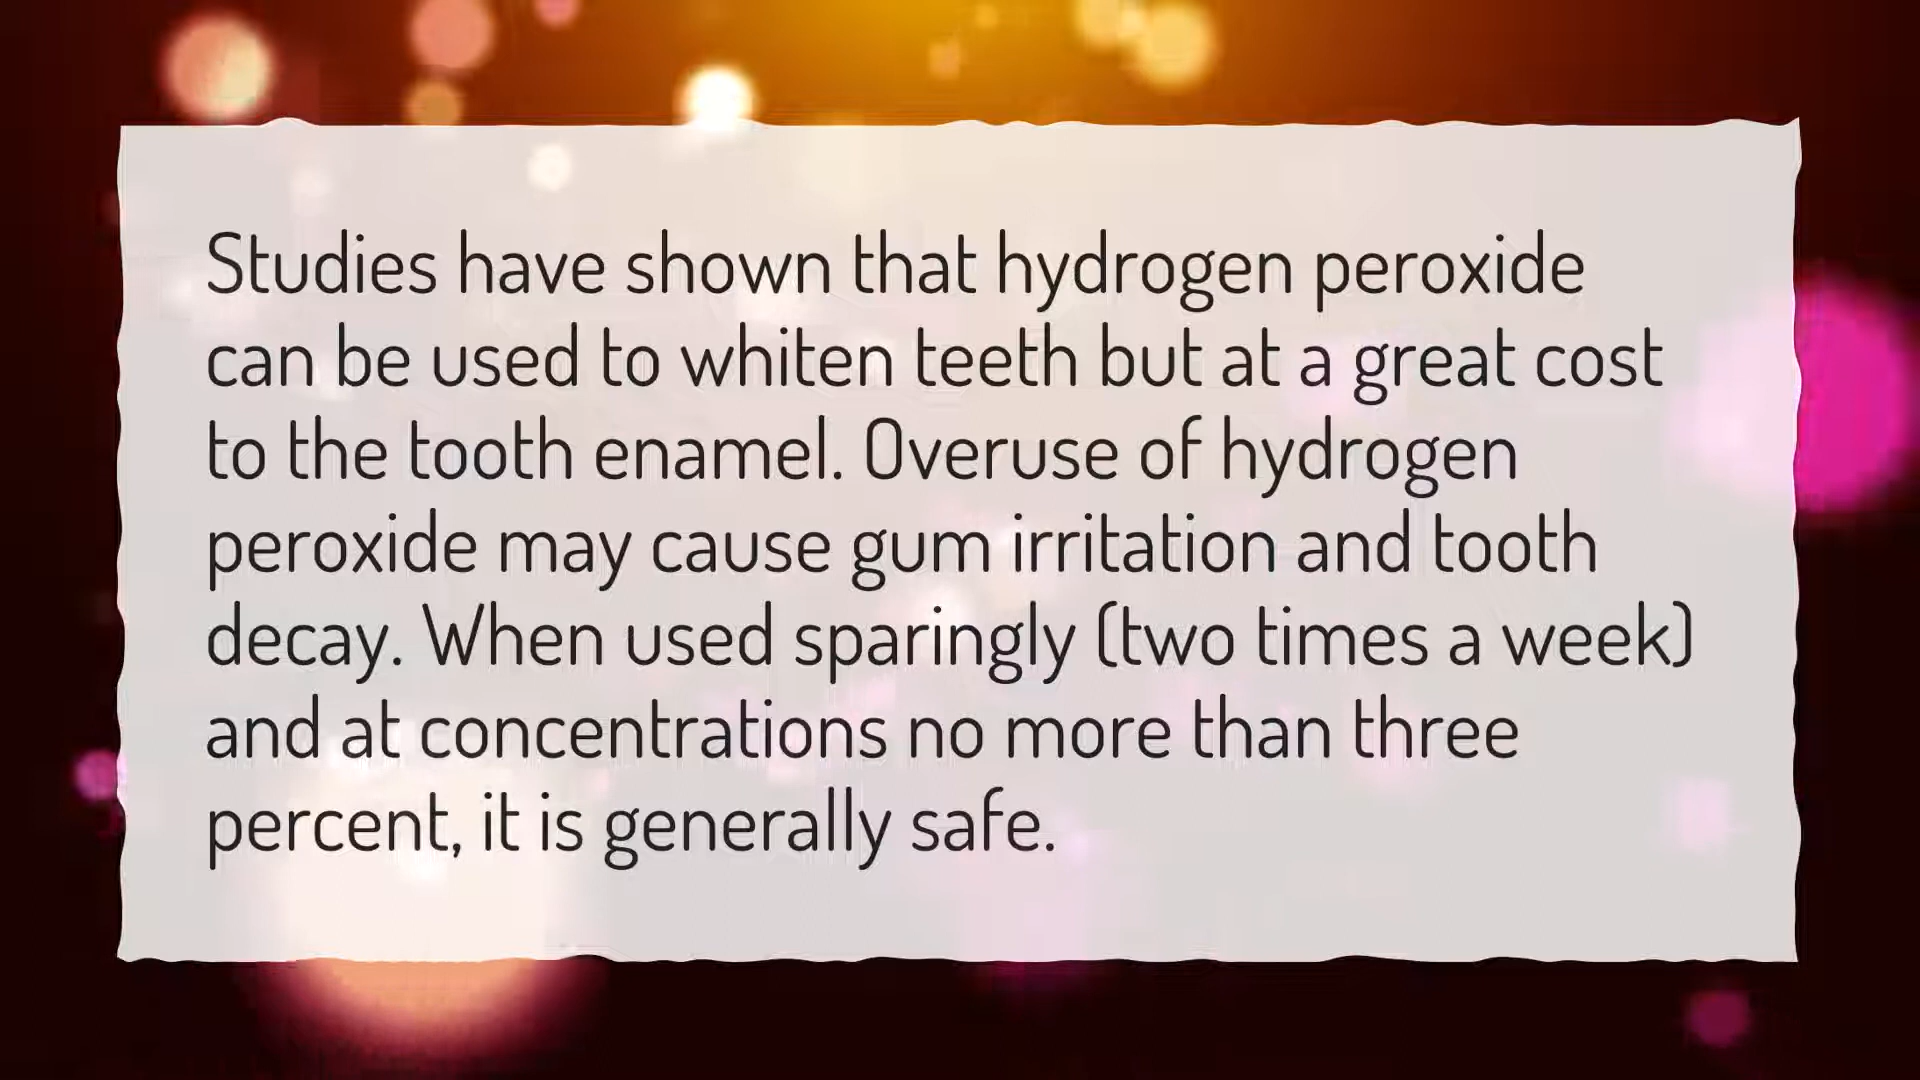 Studies have shown that hydrogen peroxide
can be used to whiten teeth but at a great cost
to the tooth enamel. Overuse of hydrogen
peroxide may cause gum irritation and tooth
decay. When used sparingly (two times a week)
and at concentrations no more than three
percent, it is generally safe.